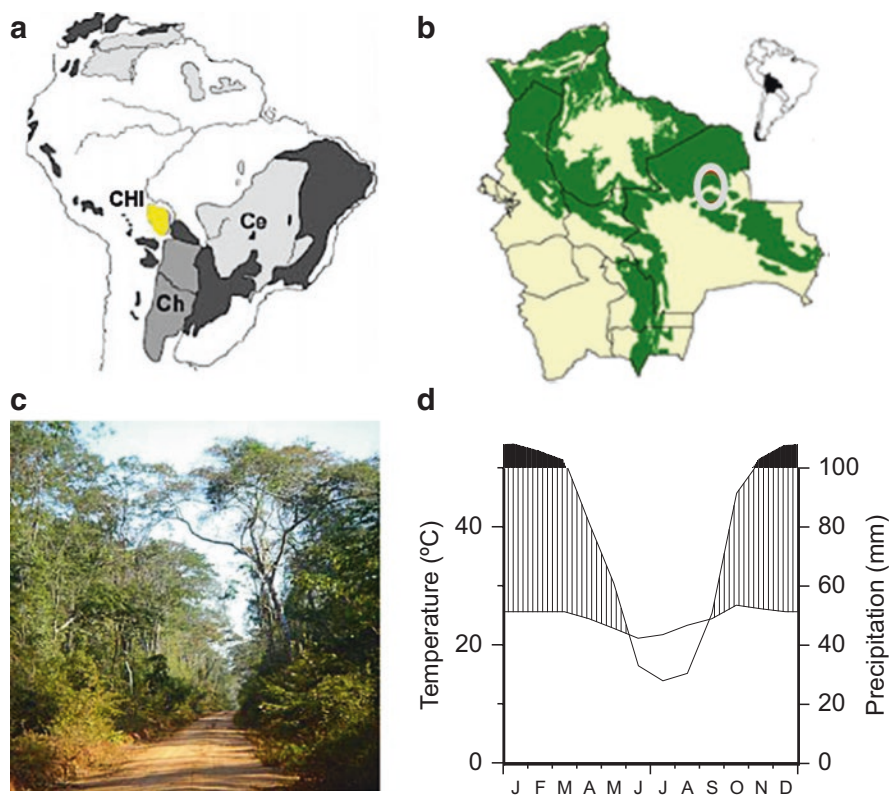 a
CHI
Ce
Ch
b
c
d
Temperature (ºC)
40
20
0
100
80
60
40
20
0
Precipitation (mm)
J F M A M J J A S O N D